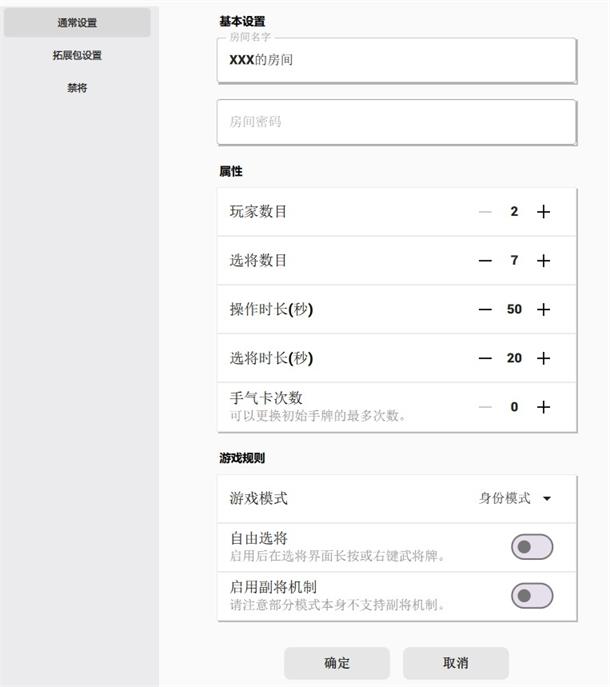 通常设置
拓展包设置
禁将
基本设置
房间名字
XXX的房间
房间密码
属性
玩家数目 2
选将数目 7
操作时长(秒) 50
选将时长(秒) 20
手气卡次数 0
可以更换初始手牌的最多次数。
游戏规则
游戏模式 身份模式
自由选将
启用后在选将界面长按或右键武将牌。
启用副将机制
请注意部分模式本身不支持副将机制。
确定 取消